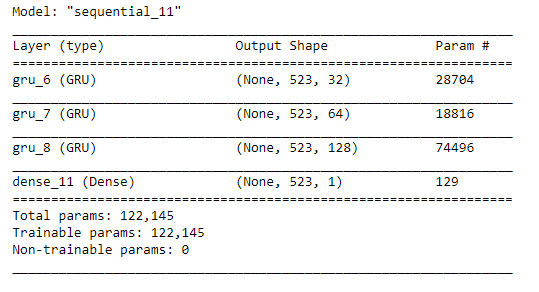 Model: "sequential_11"
Layer (type) Output Shape Param #
gru_6 (GRU) (None, 523, 32) 28704
gru_7 (GRU) (None, 523, 64) 18816
gru_8 (GRU) (None, 523, 128) 74496
dense_11 (Dense) (None, 523, 1) 129
Total params: 122,145
Trainable params: 122,145
Non-trainable params: 0